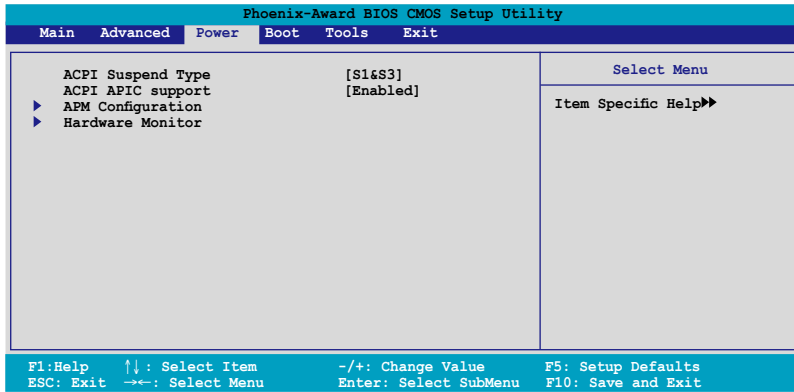 Phoenix-Award BIOS CMOS Setup Utility
Main Advanced Power Boot Tools Exit
ACPI Suspend Type [S1&S3]
ACPI APIC support [Enabled]
APM Configuration
Hardware Monitor
Select Menu
Item Specific Help
F1:Help ↑↓: Select Item -/+: Change Value F5: Setup Defaults
ESC: Exit →←: Select Menu Enter: Select SubMenu F10: Save and Exit